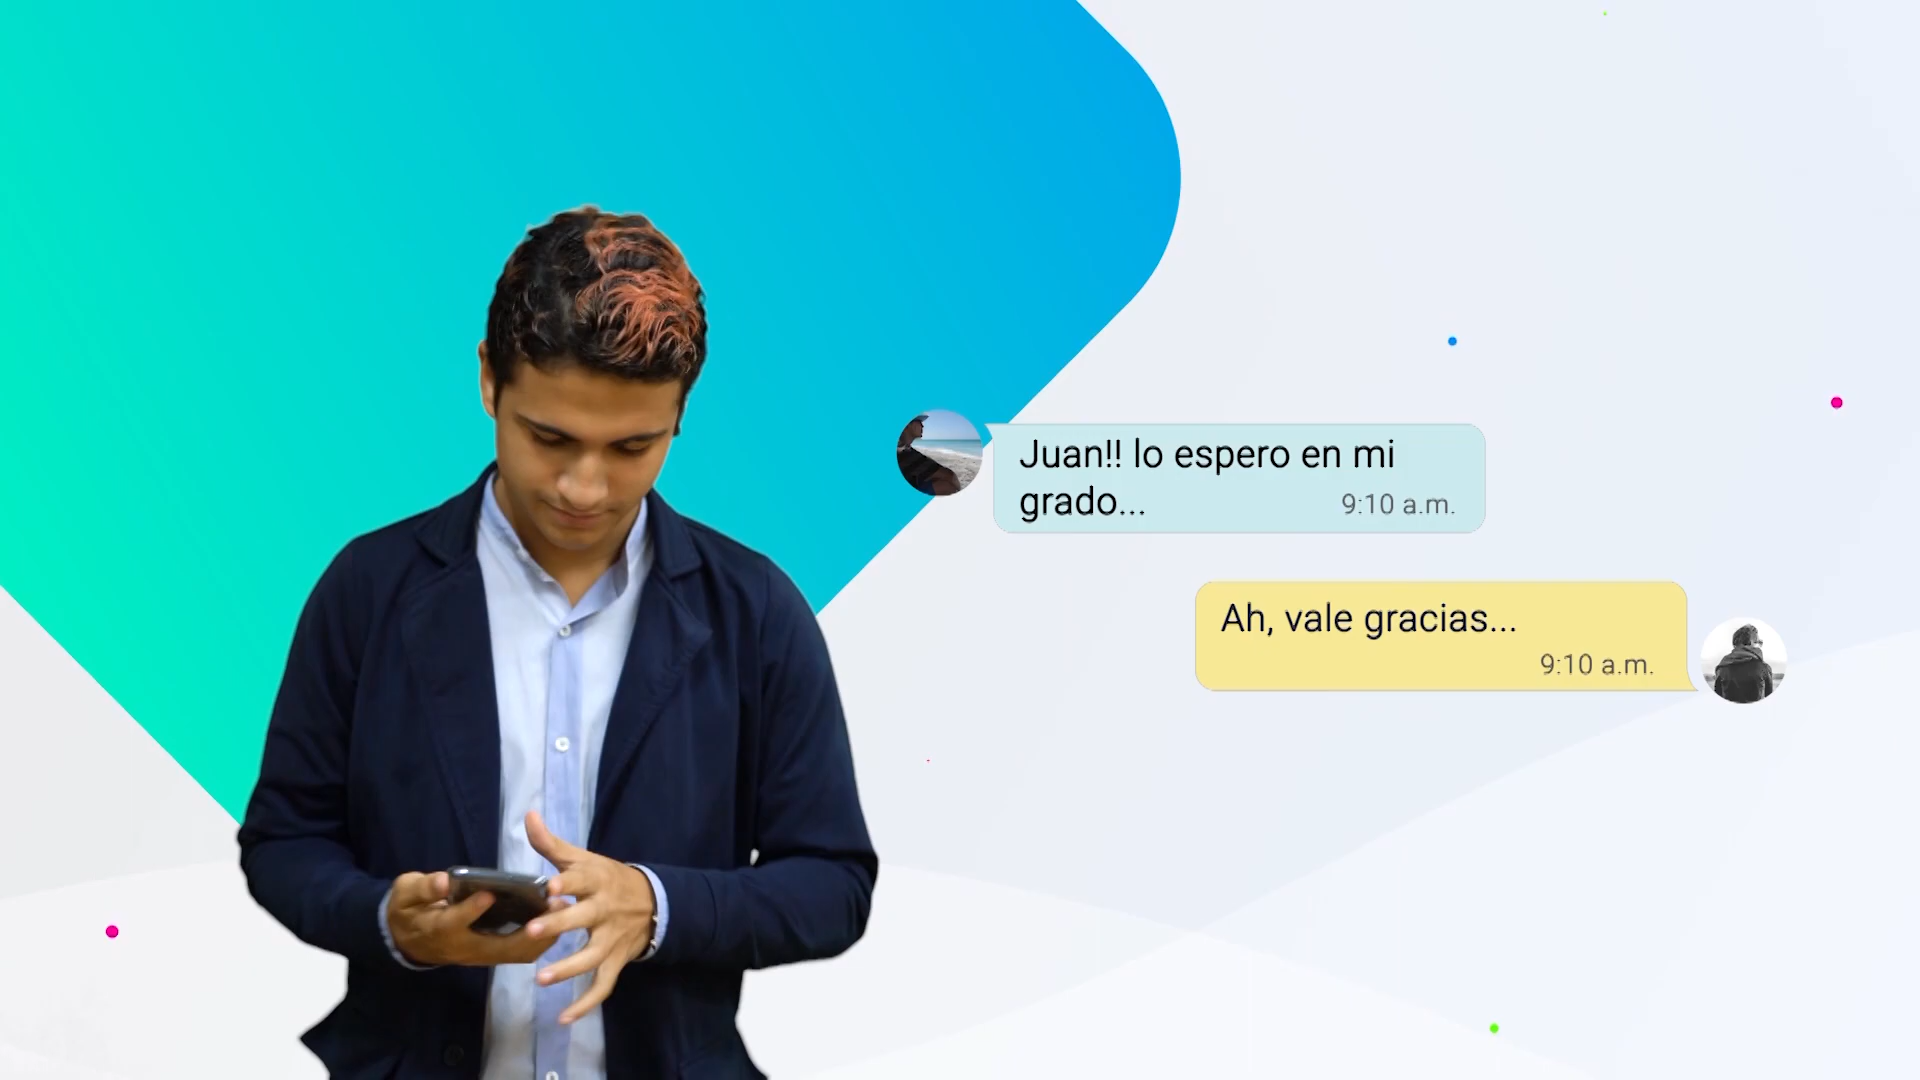 Juan!! lo espero en mi
grado...
9:10 a.m.
Ah, vale gracias...
9:10 a.m.